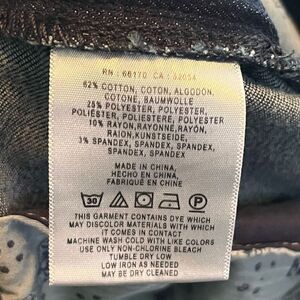 RN : 66170 CA : 52054
62% COTTON, COTON, ALGODON,
COTONE, BAUMWOLLE
25% POLYESTER, POLYESTER,
POLIÉSTER, POLIESTERE, POLYESTER
10% RAYON,RAYONNE,RAYÓN,
RAION,KUNSTSEIDE,
3% SPANDEX, SPANDEX, SPANDEX,
SPANDEX, SPANDEX
MADE IN CHINA,
HECHO EN CHINA,
FABRIQUÉ EN CHINE
30
THIS GARMENT CONTAINS DYE WHICH
MAY DISCOLOR MATERIALS WITH WHICH
IT COMES IN CONTACT
MACHINE WASH COLD WITH LIKE COLORS
USE ONLY NON-CHLORINE BLEACH
TUMBLE DRY LOW
LOW IRON AS NEEDED
MAY BE DRY CLEANED